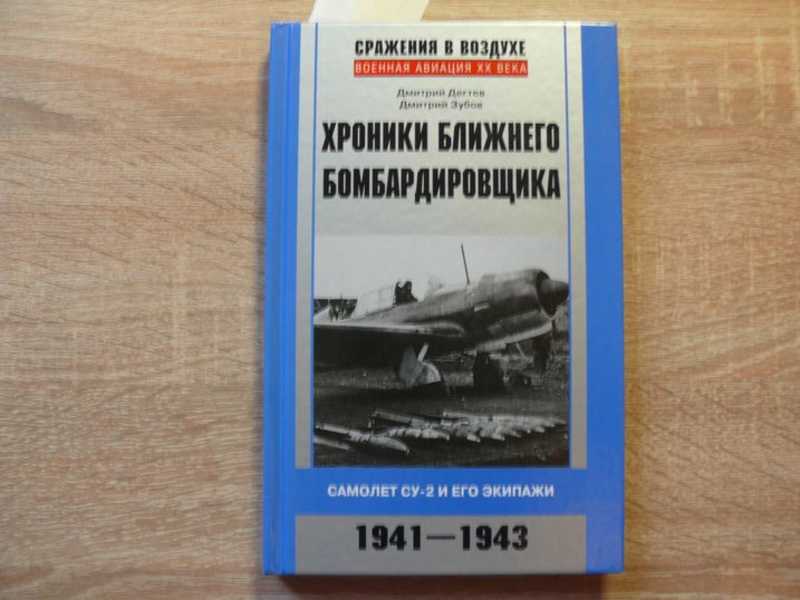 СРАЖЕНИЯ В ВОЗДУХЕ
ВОЕННАЯ АВИАЦИЯ XX ВЕКА
Дмитрий Дегтев
Дмитрий Зубов
ХРОНИКИ БЛИЖНЕГО
БОМБАРДИРОВЩИКА
САМОЛЕТ СУ-2 И ЕГО ЭКИПАЖИ
1941—1943